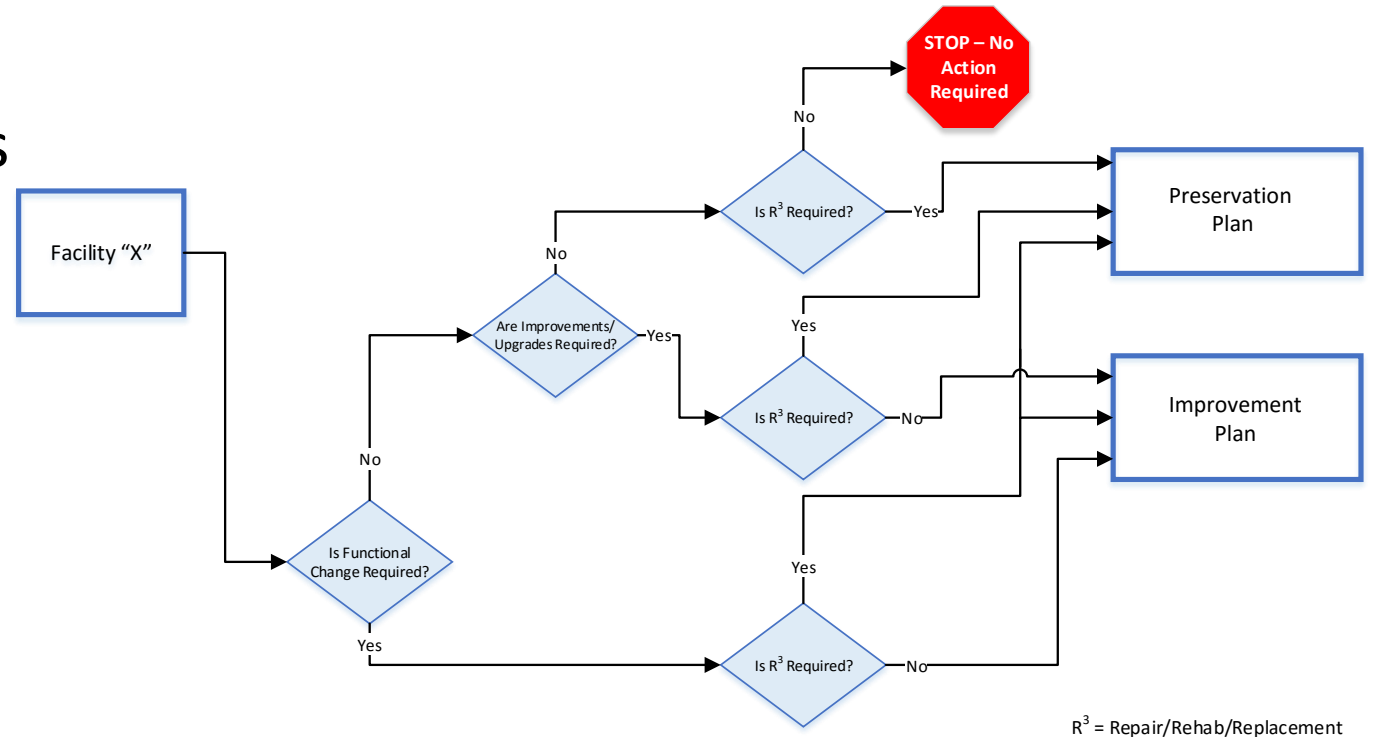 STOP – No
Action
Required
No
s
Is R³ Required?
Yes
Preservation
Plan
Facility “X”
No
Are Improvements/
Upgrades Required?
Yes
Yes
Is R³ Required?
No
Improvement
Plan
No
Is Functional
Change Required?
Yes
Yes
Is R³ Required?
No
R³ = Repair/Rehab/Replacement